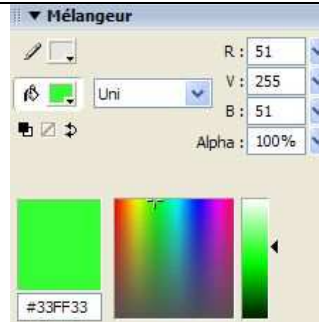 Mélangeur
R : 51
V : 255
Uni
B : 51
Alpha : 100%
#33FF33